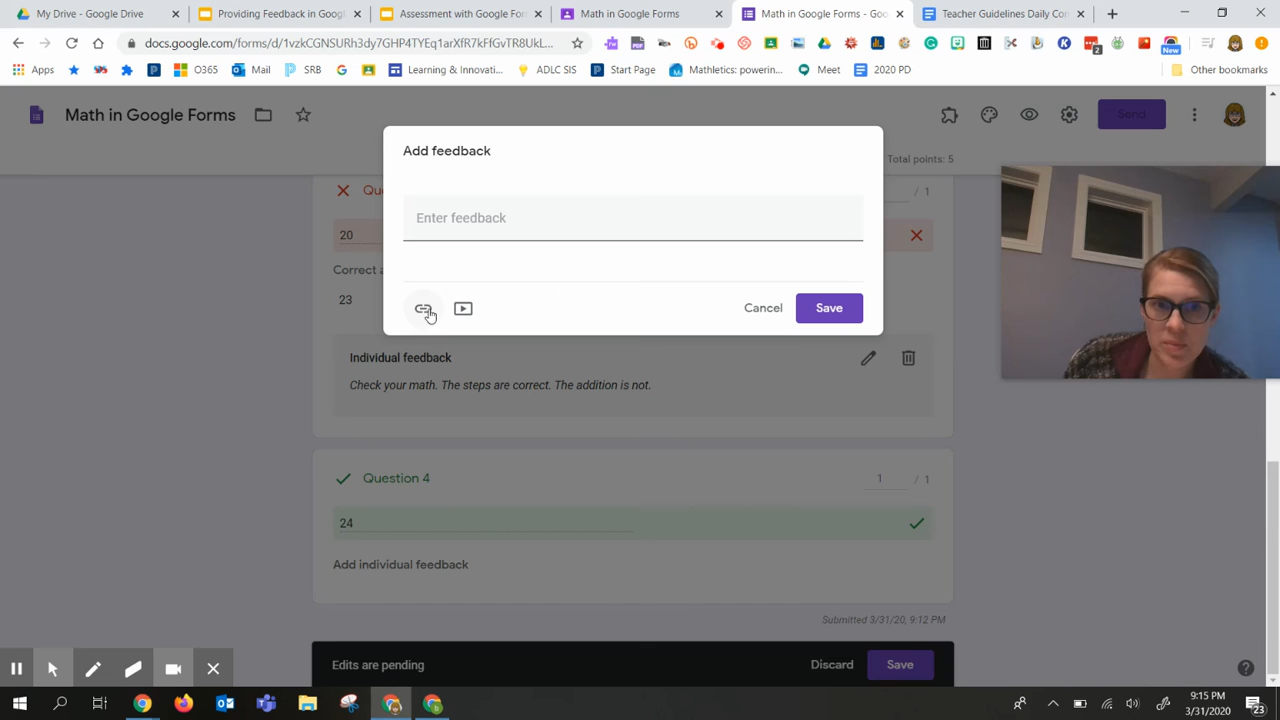 My Drive - Google Drive
Providing Feedback in Google
Assessment with Google For
Math in Google Forms
Math in Google Forms - Goo
Teacher Guidelines Daily Con
Apps
O365
Mail
SRB
Learning & Innovati...
ADLC SIS
Start Page
Mathletics: powerin...
Meet
2020 PD
Other bookmarks
Math in Google Forms
Send
Total points: 5
Add feedback
Enter feedback
Cancel
Save
Que
/ 1
20
Correct a
23
Individual feedback
Check your math. The steps are correct. The addition is not.
Question 4
1 / 1
24
Add individual feedback
Submitted 3/31/20, 9:12 PM
Edits are pending
Discard
Save
9:15 PM
3/31/2020
23